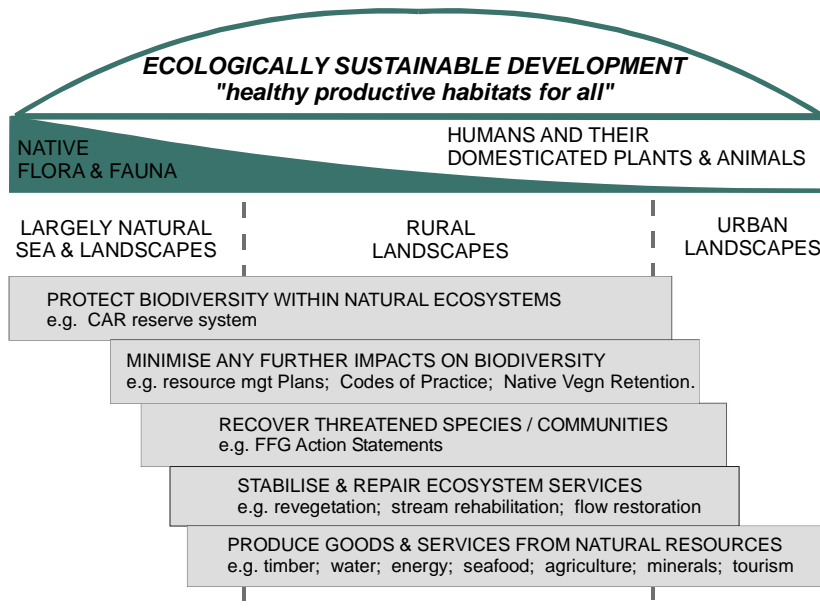 ECOLOGICALLY SUSTAINABLE DEVELOPMENT
"healthy productive habitats for all"
NATIVE
FLORA & FAUNA
HUMANS AND THEIR
DOMESTICATED PLANTS & ANIMALS
LARGELY NATURAL
SEA & LANDSCAPES
RURAL
LANDSCAPES
URBAN
LANDSCAPES
PROTECT BIODIVERSITY WITHIN NATURAL ECOSYSTEMS
e.g. CAR reserve system
MINIMISE ANY FURTHER IMPACTS ON BIODIVERSITY
e.g. resource mgt Plans; Codes of Practice; Native Vegn Retention.
RECOVER THREATENED SPECIES / COMMUNITIES
e.g. FFG Action Statements
STABILISE & REPAIR ECOSYSTEM SERVICES
e.g. revegetation; stream rehabilitation; flow restoration
PRODUCE GOODS & SERVICES FROM NATURAL RESOURCES
e.g. timber; water; energy; seafood; agriculture; minerals; tourism